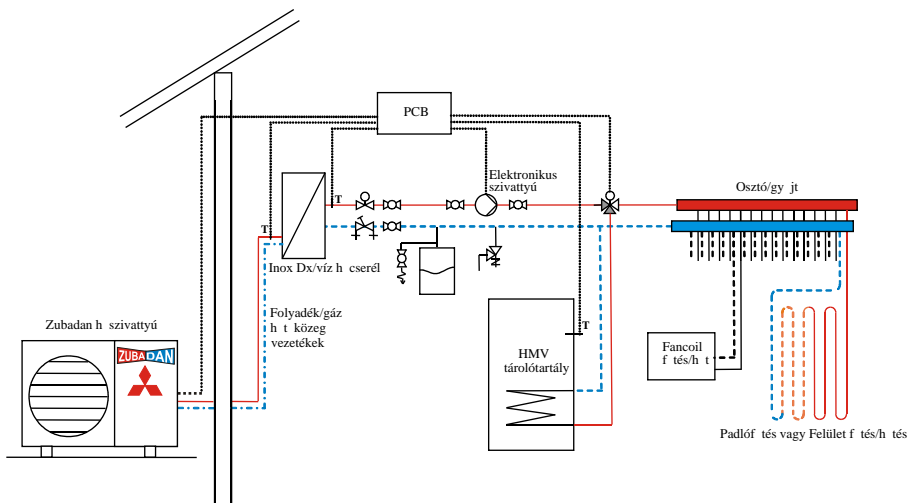 PCB
Elektronikus
szivattyú
Osztó/gy jt
T
T
Inox Dx/víz h cserél
Folyadék/gáz
h t közeg
vezetékek
Zubadan h szivattyú
ZUBADAN
T
HMV
tárolótartály
Fancoil
f tés/h t
Padlóf tés vagy Felület f tés/h tés